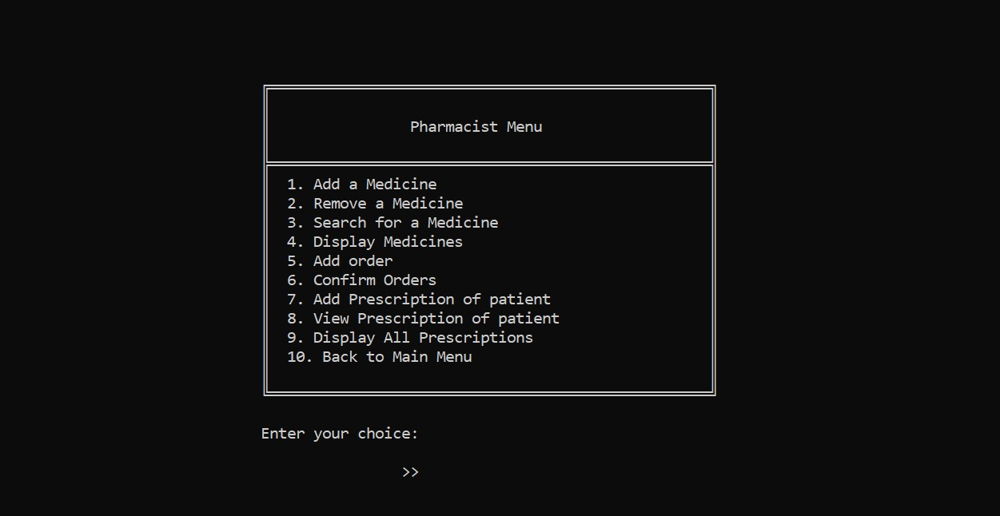 Pharmacist Menu
1. Add a Medicine
2. Remove a Medicine
3. Search for a Medicine
4. Display Medicines
5. Add order
6. Confirm Orders
7. Add Prescription of patient
8. View Prescription of patient
9. Display All Prescriptions
10. Back to Main Menu
Enter your choice:
>>